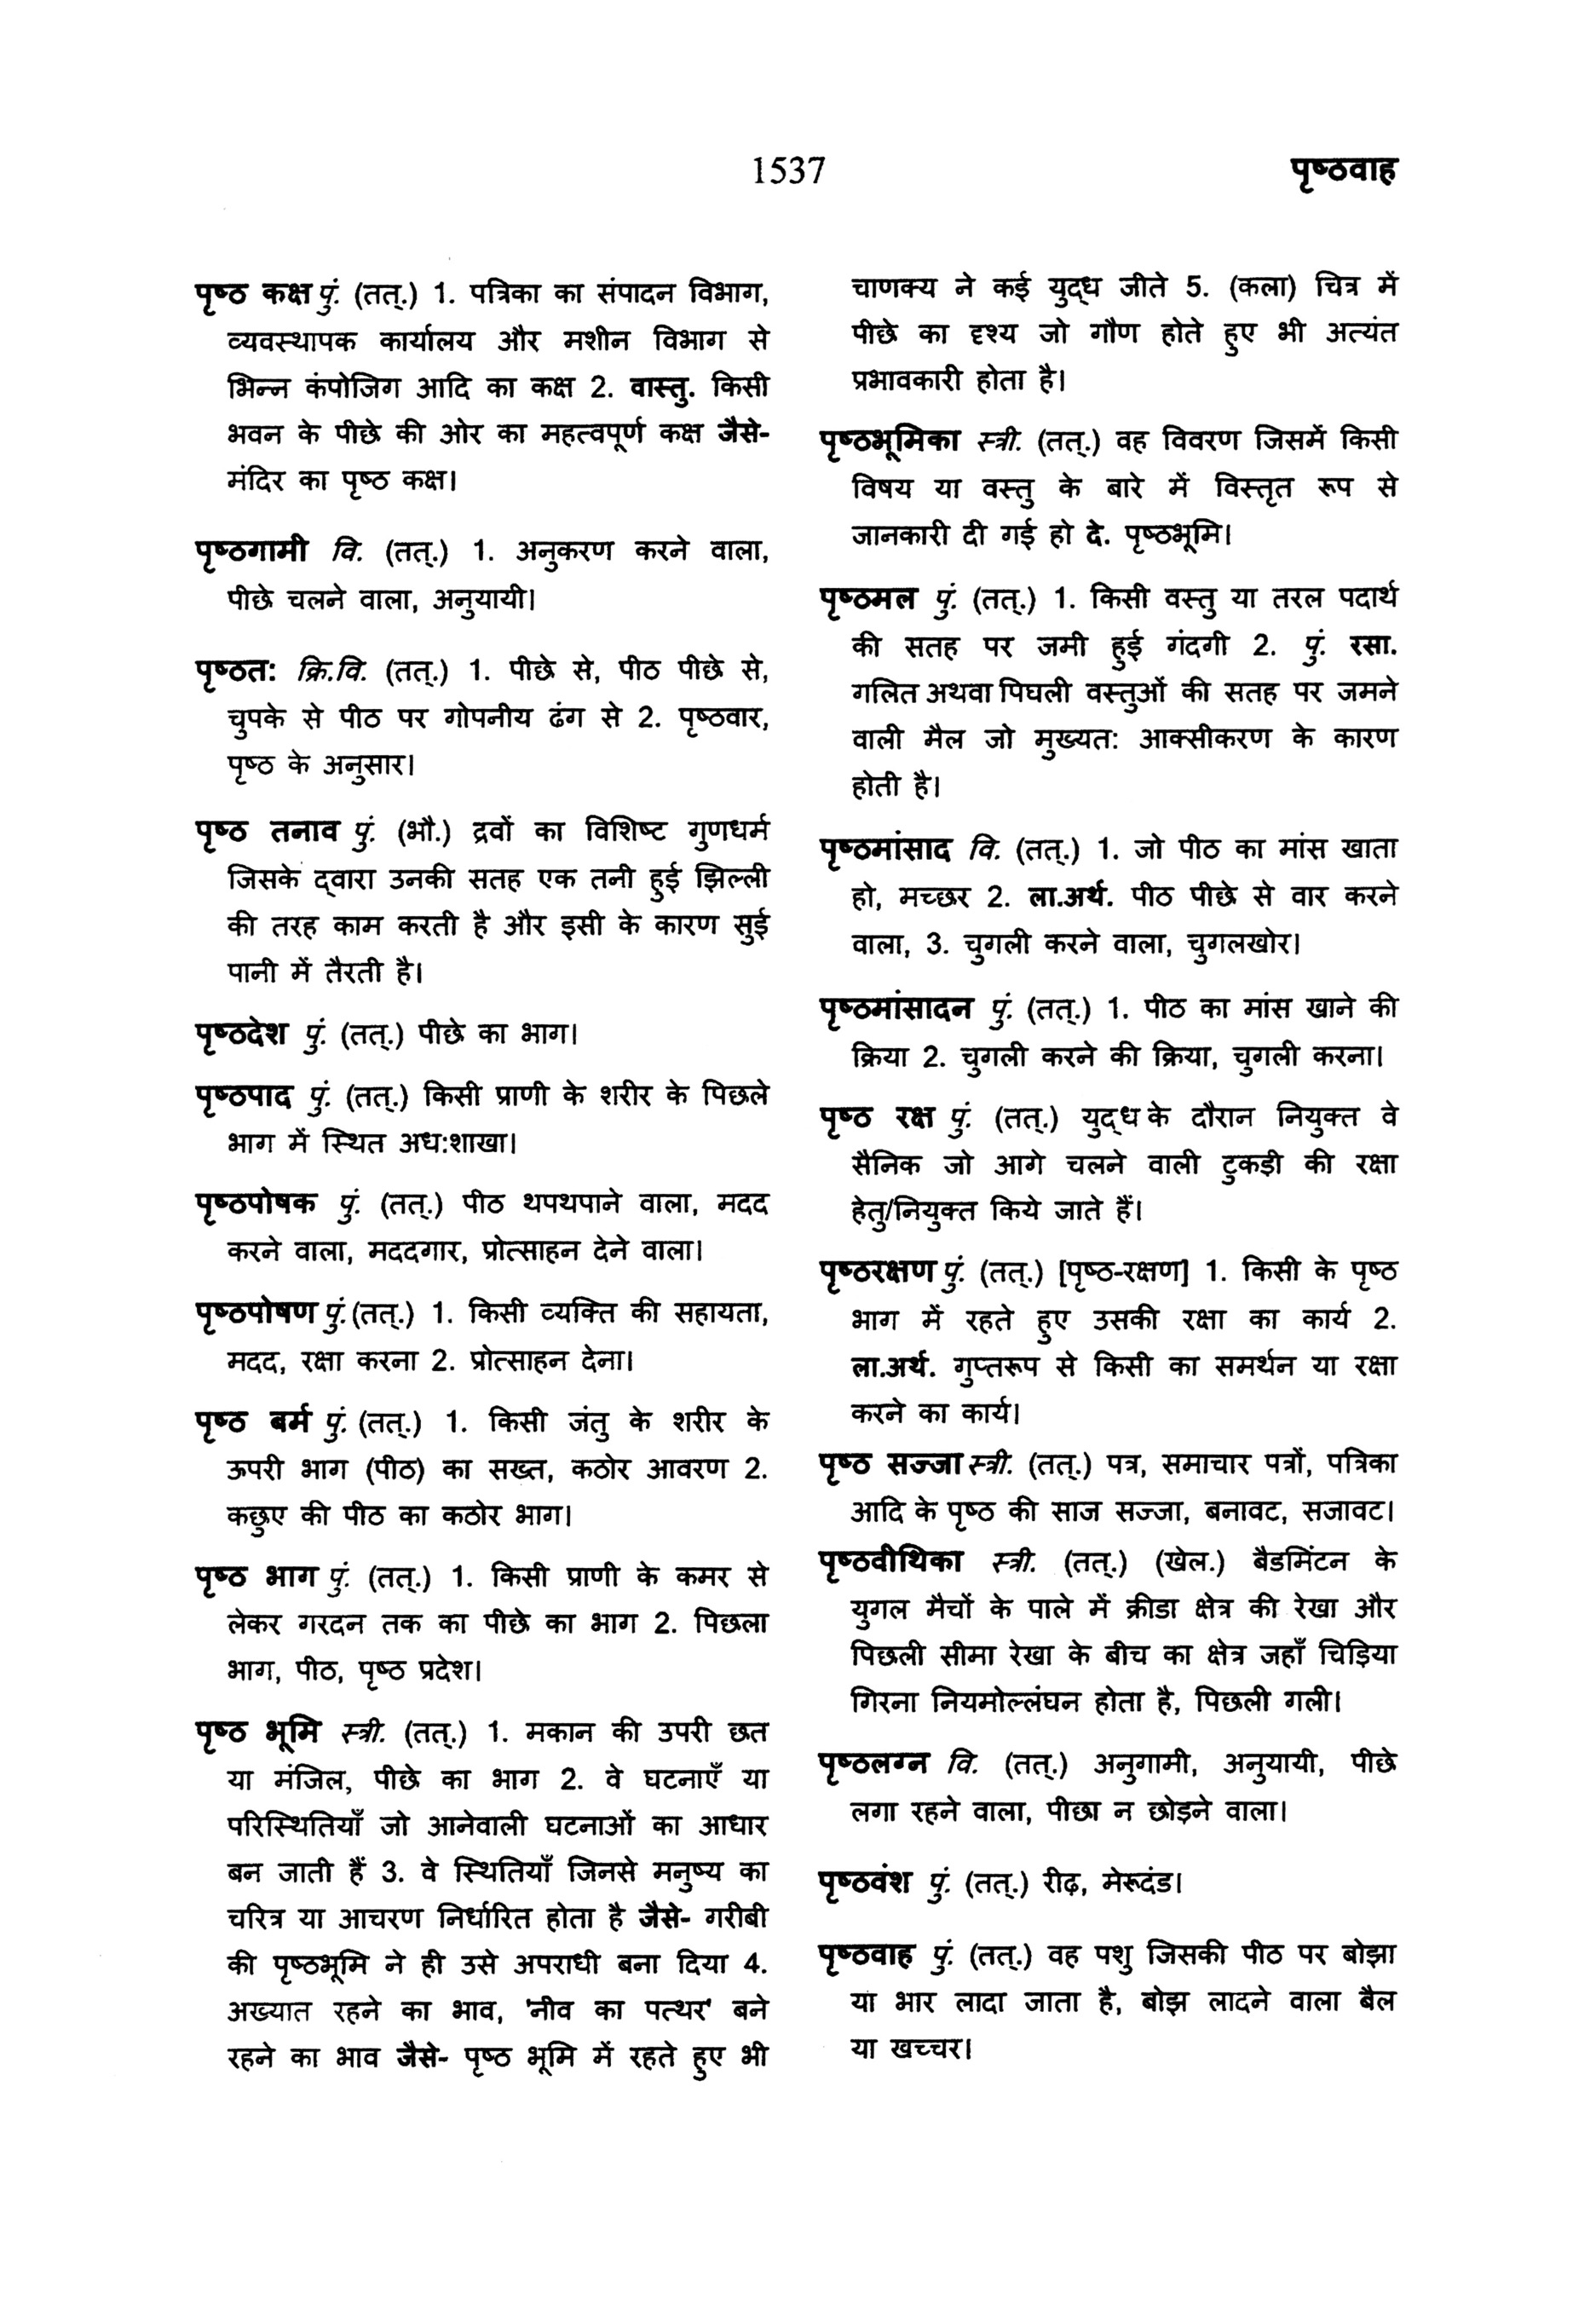 1537
पृष्ठवाह
पृष्ठ कक्ष पुं. (तत्.) 1. पत्रिका का संपादन विभाग,
व्यवस्थापक कार्यालय और मशीन विभाग से
भिन्न कंपोजिग आदि का कक्ष 2. वास्तु. किसी
भवन के पीछे की ओर का महत्वपूर्ण कक्ष जैसे-
मंदिर का पृष्ठ कक्ष।
पृष्ठगामी वि. (तत्.) 1. अनुकरण करने वाला,
पीछे चलने वाला, अनुयायी।
पृष्ठत: क्रि.वि. (तत्.) 1. पीछे से, पीठ पीछे से,
चुपके से पीठ पर गोपनीय ढंग से 2. पृष्ठवार,
पृष्ठ के अनुसार।
पृष्ठ तनाव पुं. (भौ.) द्रवों का विशिष्ट गुणधर्म
जिसके द्वारा उनकी सतह एक तनी हुई झिल्ली
की तरह काम करती है और इसी के कारण सुई
पानी में तैरती है।
पृष्ठदेश पुं. (तत्.) पीछे का भाग।
पृष्ठपाद पुं. (तत्.) किसी प्राणी के शरीर के पिछले
भाग में स्थित अध:शाखा।
पृष्ठपोषक पुं. (तत्.) पीठ थपथपाने वाला, मदद
करने वाला, मददगार, प्रोत्साहन देने वाला।
पृष्ठपोषण पुं.(तत्.) 1. किसी व्यक्ति की सहायता,
मदद, रक्षा करना 2. प्रोत्साहन देना।
पृष्ठ बर्म पुं. (तत्.) 1. किसी जंतु के शरीर के
ऊपरी भाग (पीठ) का सख्त, कठोर आवरण 2.
कछुए की पीठ का कठोर भाग।
पृष्ठ भाग पुं. (तत्.) 1. किसी प्राणी के कमर से
लेकर गरदन तक का पीछे का भाग 2. पिछला
भाग, पीठ, पृष्ठ प्रदेश।
पृष्ठ भूमि स्त्री. (तत्.) 1. मकान की उपरी छत
या मंजिल, पीछे का भाग 2. वे घटनाएँ या
परिस्थितियाँ जो आनेवाली घटनाओं का आधार
बन जाती हैं 3. वे स्थितियाँ जिनसे मनुष्य का
चरित्र या आचरण निर्धारित होता है जैसे- गरीबी
की पृष्ठभूमि ने ही उसे अपराधी बना दिया 4.
अख्यात रहने का भाव, 'नीव का पत्थर' बने
रहने का भाव जैसे- पृष्ठ भूमि में रहते हुए भी
चाणक्य ने कई युद्ध जीते 5. (कला) चित्र में
पीछे का दृश्य जो गौण होते हुए भी अत्यंत
प्रभावकारी होता है।
पृष्ठभूमिका स्त्री. (तत्.) वह विवरण जिसमें किसी
विषय या वस्तु के बारे में विस्तृत रूप से
जानकारी दी गई हो दे. पृष्ठभूमि।
पृष्ठमल पुं. (तत्.) 1. किसी वस्तु या तरल पदार्थ
की सतह पर जमी हुई गंदगी 2. पुं. रसा.
गलित अथवा पिघली वस्तुओं की सतह पर जमने
वाली मैल जो मुख्यत: आक्सीकरण के कारण
होती है।
पृष्ठमांसाद वि. (तत्.) 1. जो पीठ का मांस खाता
हो, मच्छर 2. ला.अर्थ. पीठ पीछे से वार करने
वाला, 3. चुगली करने वाला, चुगलखोर।
पृष्ठमांसादन पुं. (तत्.) 1. पीठ का मांस खाने की
क्रिया 2. चुगली करने की क्रिया, चुगली करना।
पृष्ठ रक्ष पुं. (तत्.) युद्ध के दौरान नियुक्त वे
सैनिक जो आगे चलने वाली टुकड़ी की रक्षा
हेतु/नियुक्त किये जाते हैं।
पृष्ठरक्षण पुं. (तत्.) [पृष्ठ-रक्षण] 1. किसी के पृष्ठ
भाग में रहते हुए उसकी रक्षा का कार्य 2.
ला.अर्थ. गुप्तरूप से किसी का समर्थन या रक्षा
करने का कार्य।
पृष्ठ सज्जा स्त्री. (तत्.) पत्र, समाचार पत्रों, पत्रिका
आदि के पृष्ठ की साज सज्जा, बनावट, सजावट।
पृष्ठवीथिका स्त्री. (तत्.) (खेल.) बैडमिंटन के
युगल मैचों के पाले में क्रीडा क्षेत्र की रेखा और
पिछली सीमा रेखा के बीच का क्षेत्र जहाँ चिड़िया
गिरना नियमोल्लंघन होता है, पिछली गली।
पृष्ठलग्न वि. (तत्.) अनुगामी, अनुयायी, पीछे
लगा रहने वाला, पीछा न छोड़ने वाला।
पृष्ठवंश पुं. (तत्.) रीढ़, मेरूदंड।
पृष्ठवाह पुं. (तत्.) वह पशु जिसकी पीठ पर बोझा
या भार लादा जाता है, बोझ लादने वाला बैल
या खच्चर।